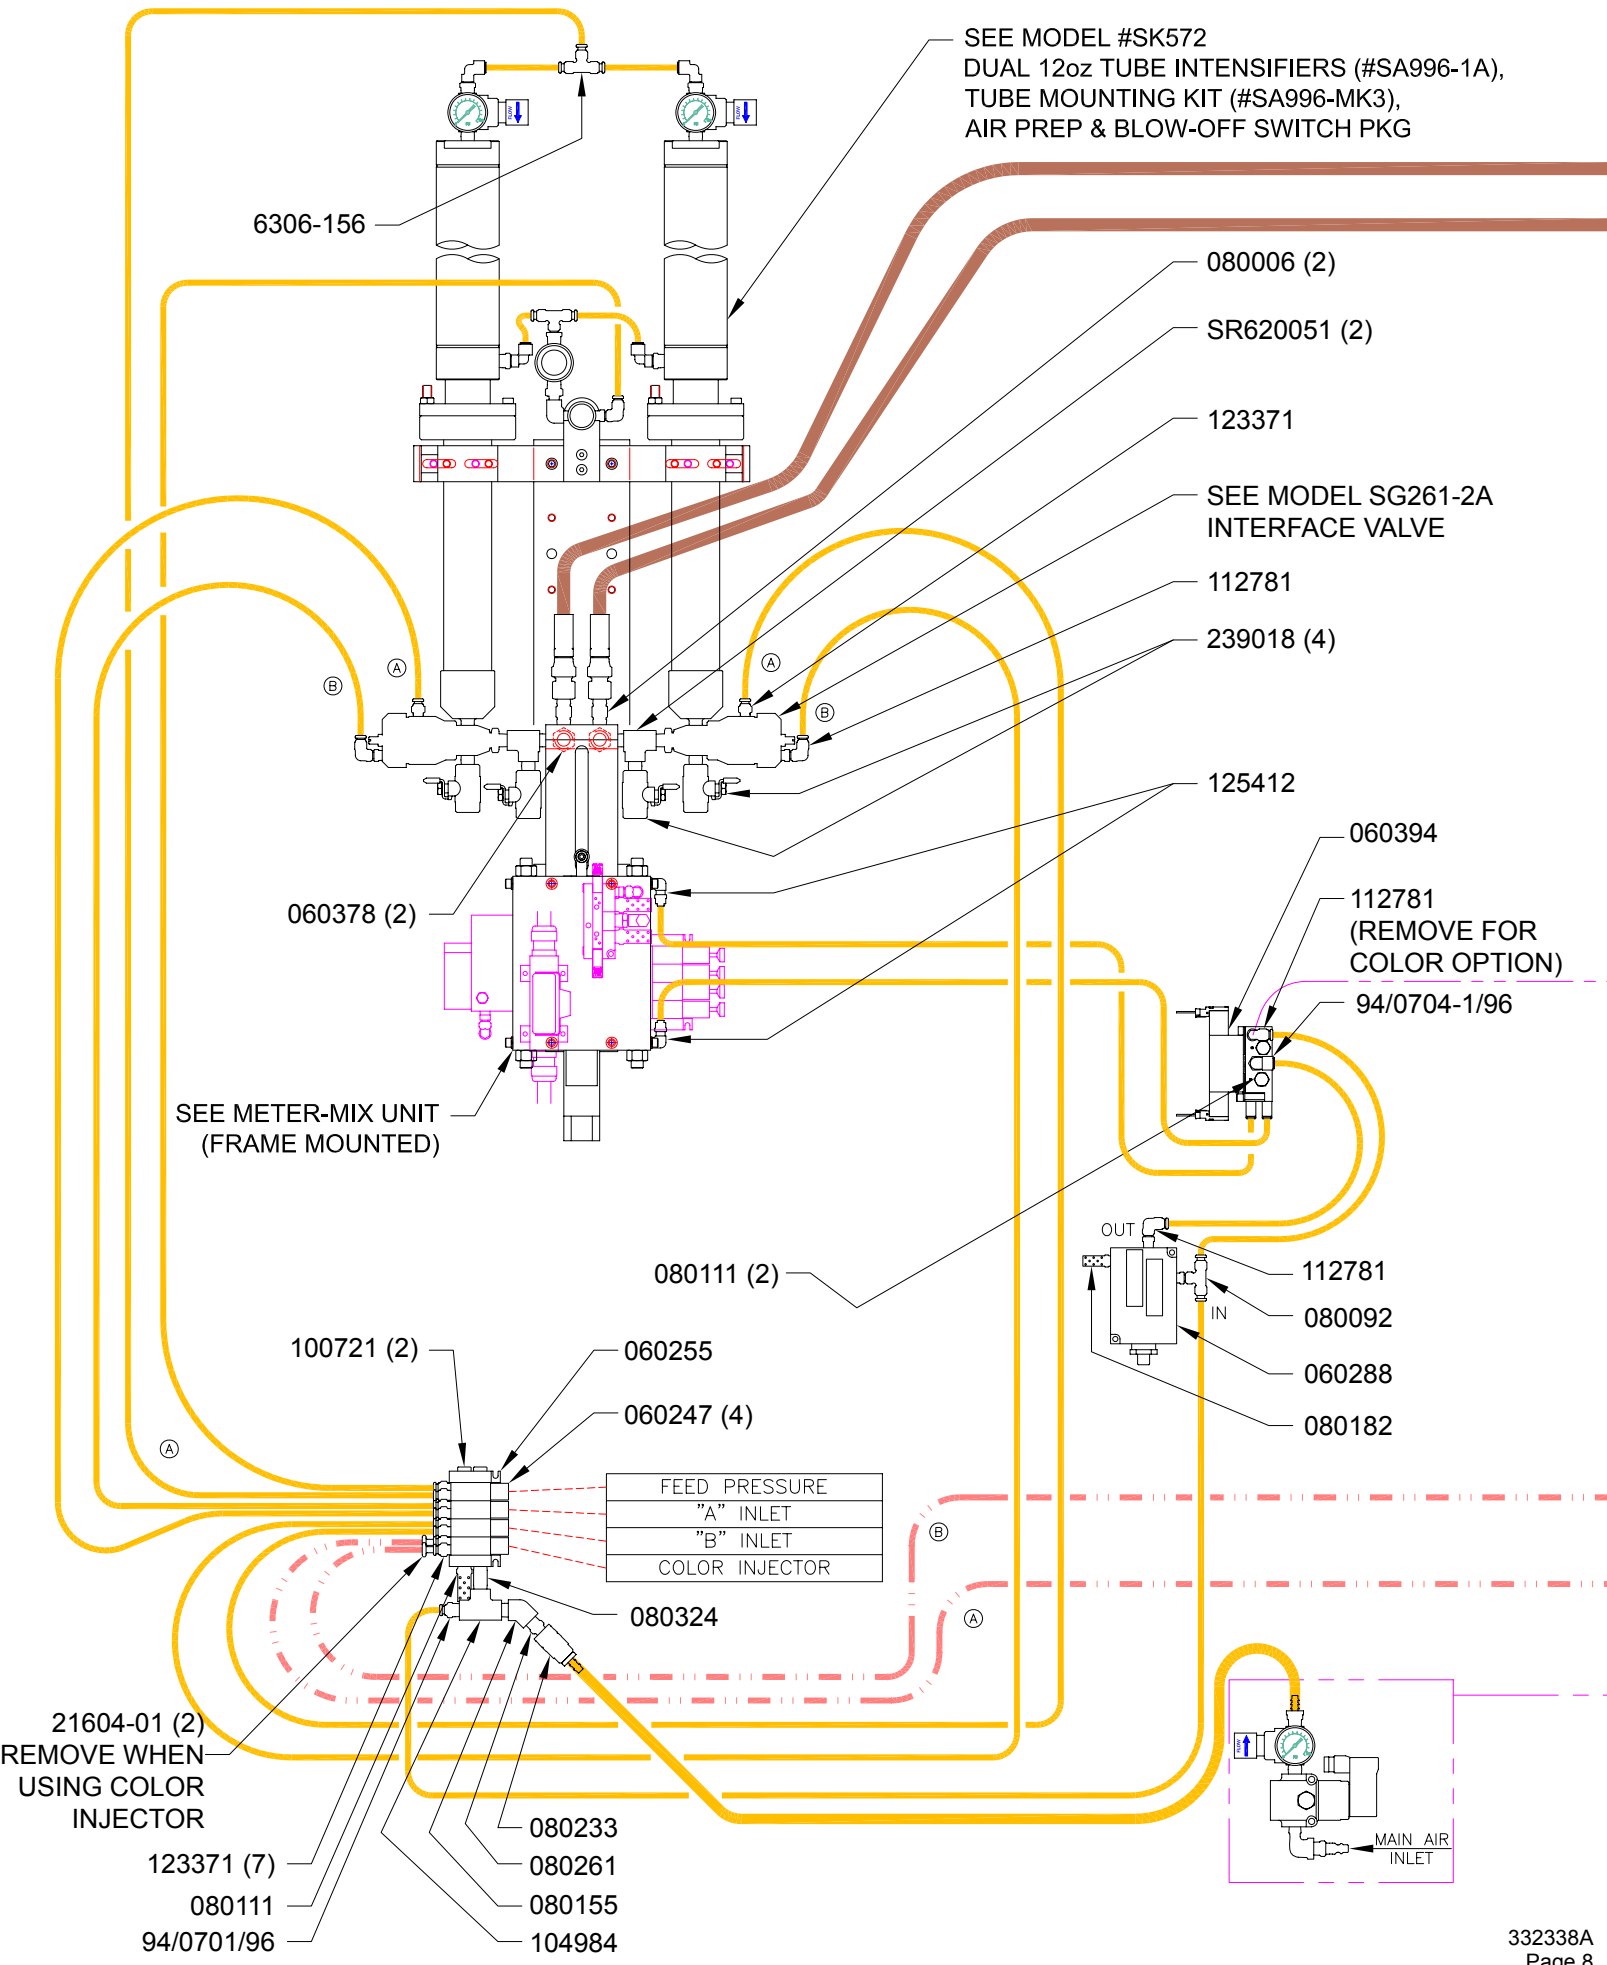 SEE MODEL #SK572
DUAL 12oz TUBE INTENSIFIERS (#SA996-1A),
TUBE MOUNTING KIT (#SA996-MK3),
AIR PREP & BLOW-OFF SWITCH PKG
FLOW
FLOW
6306-156
080006 (2)
SR620051 (2)
123371
SEE MODEL SG261-2A
INTERFACE VALVE
112781
239018 (4)
A
B
A
B
125412
060394
060378 (2)
112781
(REMOVE FOR
COLOR OPTION)
94/0704-1/96
SEE METER-MIX UNIT
(FRAME MOUNTED)
OUT
080111 (2)
112781
IN
080092
100721 (2)
060255
060288
060247 (4)
080182
A
FEED PRESSURE
"A" INLET
"B" INLET
COLOR INJECTOR
B
A
080324
21604-01 (2)
REMOVE WHEN
USING COLOR
INJECTOR
FLOW
080233
MAIN AIR
INLET
123371 (7)
080261
080111
080155
94/0701/96
104984
332338A
Page 8